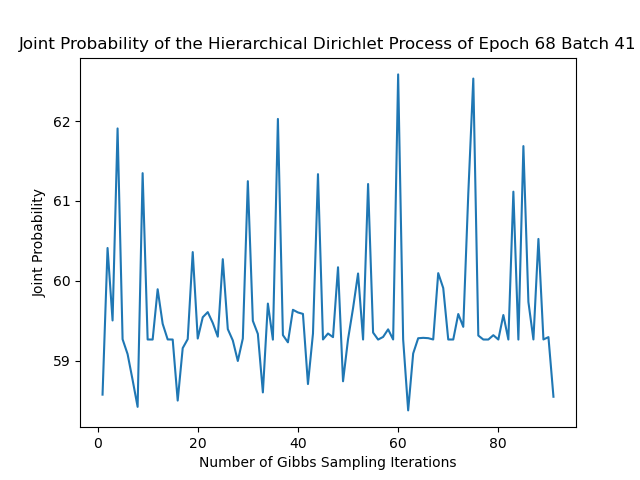 Joint Probability of the Hierarchical Dirichlet Process of Epoch 68 Batch 41
62
61
60
59
Joint Probability
0 20 40 60 80
Number of Gibbs Sampling Iterations